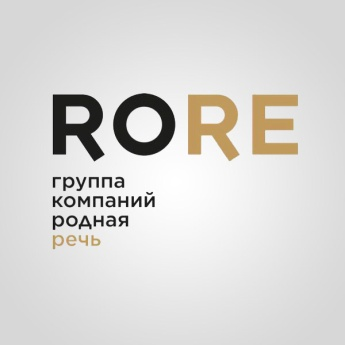 RORE
группа
компаний
родная
речь